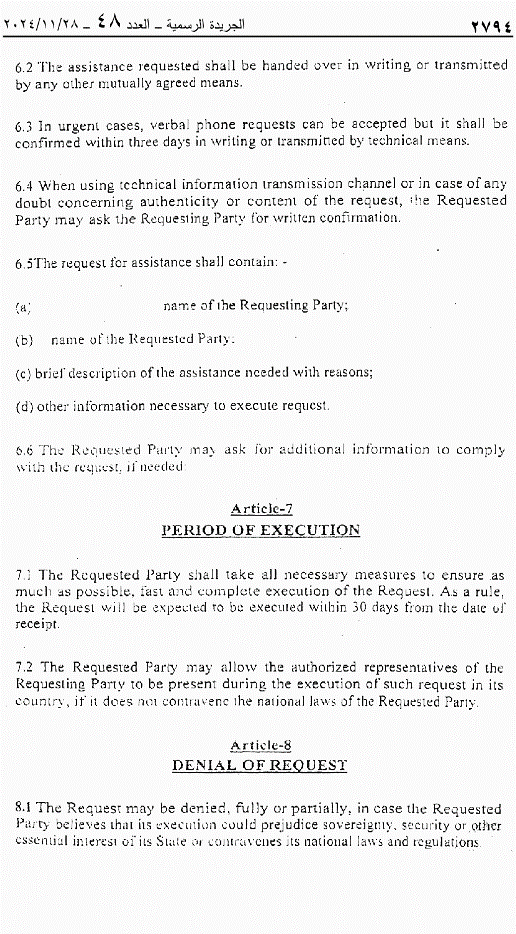 ٢٧٩٤ الجريدة الرسمية – العدد ٤٨ – ٢٠٢٤/١١/٢٨
6.2 The assistance requested shall be handed over in writing or transmitted
by any other mutually agreed means.
6.3 In urgent cases, verbal phone requests can be accepted but it shall be
confirmed within three days in writing or transmitted by technical means.
6.4 When using technical information transmission channel or in case of any
doubt concerning authenticity or content of the request, the Requested
Party may ask the Requesting Party for written confirmation.
6.5The request for assistance shall contain: -
(a) name of the Requesting Party;
(b) name of the Requested Party;
(c) brief description of the assistance needed with reasons;
(d) other information necessary to execute request.
6.6 The Requested Party may ask for additional information to comply
with the request, if needed.
Article-7
PERIOD OF EXECUTION
7.1 The Requested Party shall take all necessary measures to ensure as
much as possible, fast and complete execution of the Request. As a rule,
the Request will be expected to be executed within 30 days from the date of
receipt.
7.2 The Requested Party may allow the authorized representatives of the
Requesting Party to be present during the execution of such request in its
country, if it does not contravene the national laws of the Requested Party.
Article-8
DENIAL OF REQUEST
8.1 The Request may be denied, fully or partially, in case the Requested
Party believes that its execution could prejudice sovereignty, security or other
essential interest of its State or contravenes its national laws and regulations.